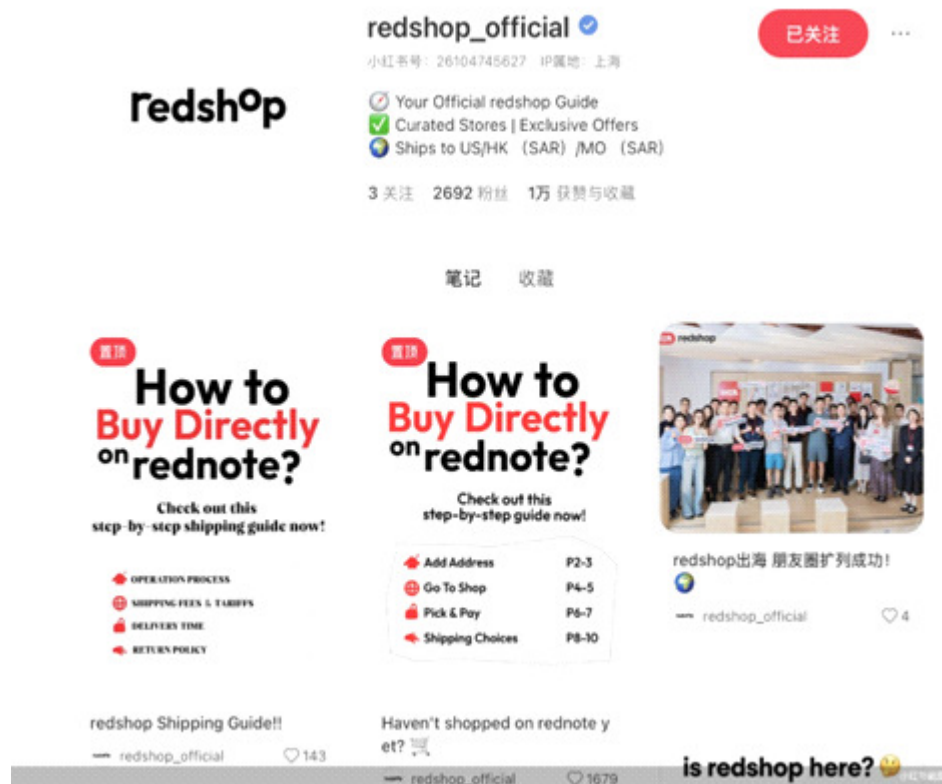 redshop_official
已关注
小红书号：26104745627 IP属地：上海
redshop
Your Official redshop Guide
Curated Stores | Exclusive Offers
Ships to US/HK （SAR）/MO （SAR）
3 关注 2692 粉丝 1万 获赞与收藏
笔记 收藏
置顶
How to
Buy Directly
on rednote?
Check out this
step-by-step shipping guide now!
OPERATION PROCESS
SHIPPING FEES & TARIFFS
DELIVERY TIME
RETURN POLICY
redshop Shipping Guide!!
redshop_official 143
置顶
How to
Buy Directly
on rednote?
Check out this
step-by-step guide now!
Add Address P2-3
Go To Shop P4-5
Pick & Pay P6-7
Shipping Choices P8-10
Haven't shopped on rednote y
et?
redshop_official 1679
redshop
redshop出海 朋友圈扩列成功！
redshop_official 4
is redshop here?